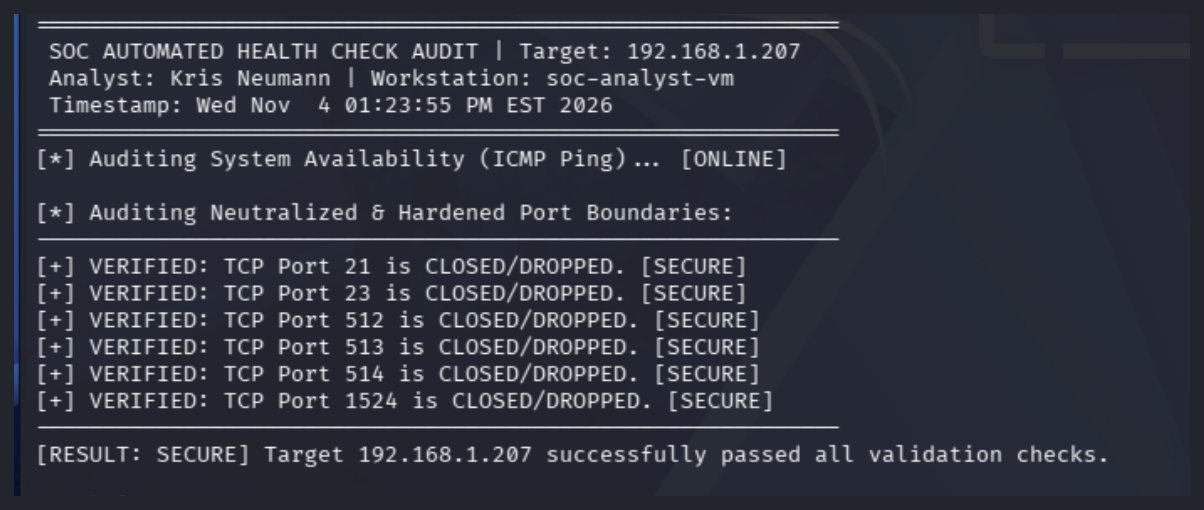 SOC AUTOMATED HEALTH CHECK AUDIT | Target: 192.168.1.207
Analyst: Kris Neumann | Workstation: soc-analyst-vm
Timestamp: Wed Nov  4 01:23:55 PM EST 2026
[*] Auditing System Availability (ICMP Ping)... [ONLINE]
[*] Auditing Neutralized & Hardened Port Boundaries:
[+] VERIFIED: TCP Port 21 is CLOSED/DROPPED. [SECURE]
[+] VERIFIED: TCP Port 23 is CLOSED/DROPPED. [SECURE]
[+] VERIFIED: TCP Port 512 is CLOSED/DROPPED. [SECURE]
[+] VERIFIED: TCP Port 513 is CLOSED/DROPPED. [SECURE]
[+] VERIFIED: TCP Port 514 is CLOSED/DROPPED. [SECURE]
[+] VERIFIED: TCP Port 1524 is CLOSED/DROPPED. [SECURE]
[RESULT: SECURE] Target 192.168.1.207 successfully passed all validation checks.